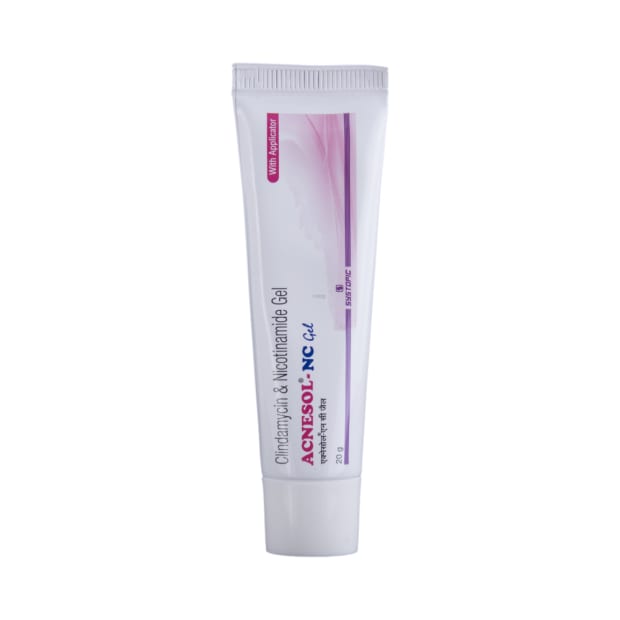 With Applicator
Clindamycin & Nicotinamide Gel
ACNESOL®-NC Gel
एक्नेसोल-एन सी जेल
20 g
SYSTOPIC